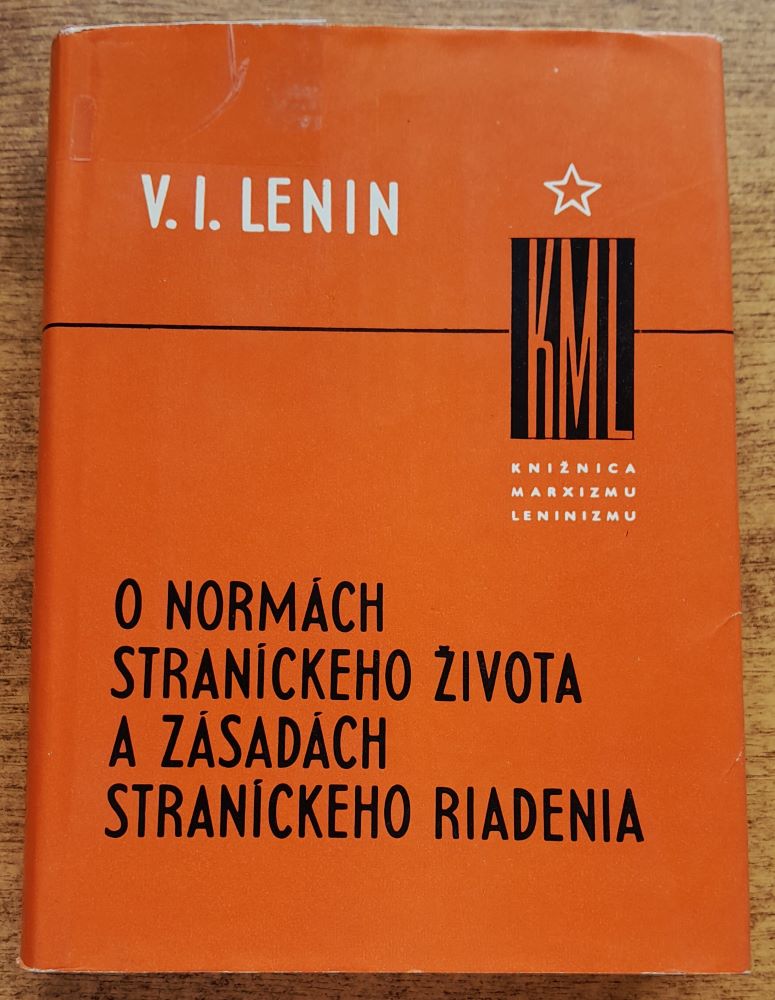 V. I. LENIN
KML
KNIŽNICA
MARXIZMU
LENINIZMU
O NORMÁCH
STRANÍCKEHO ŽIVOTA
A ZÁSADÁCH
STRANÍCKEHO RIADENIA